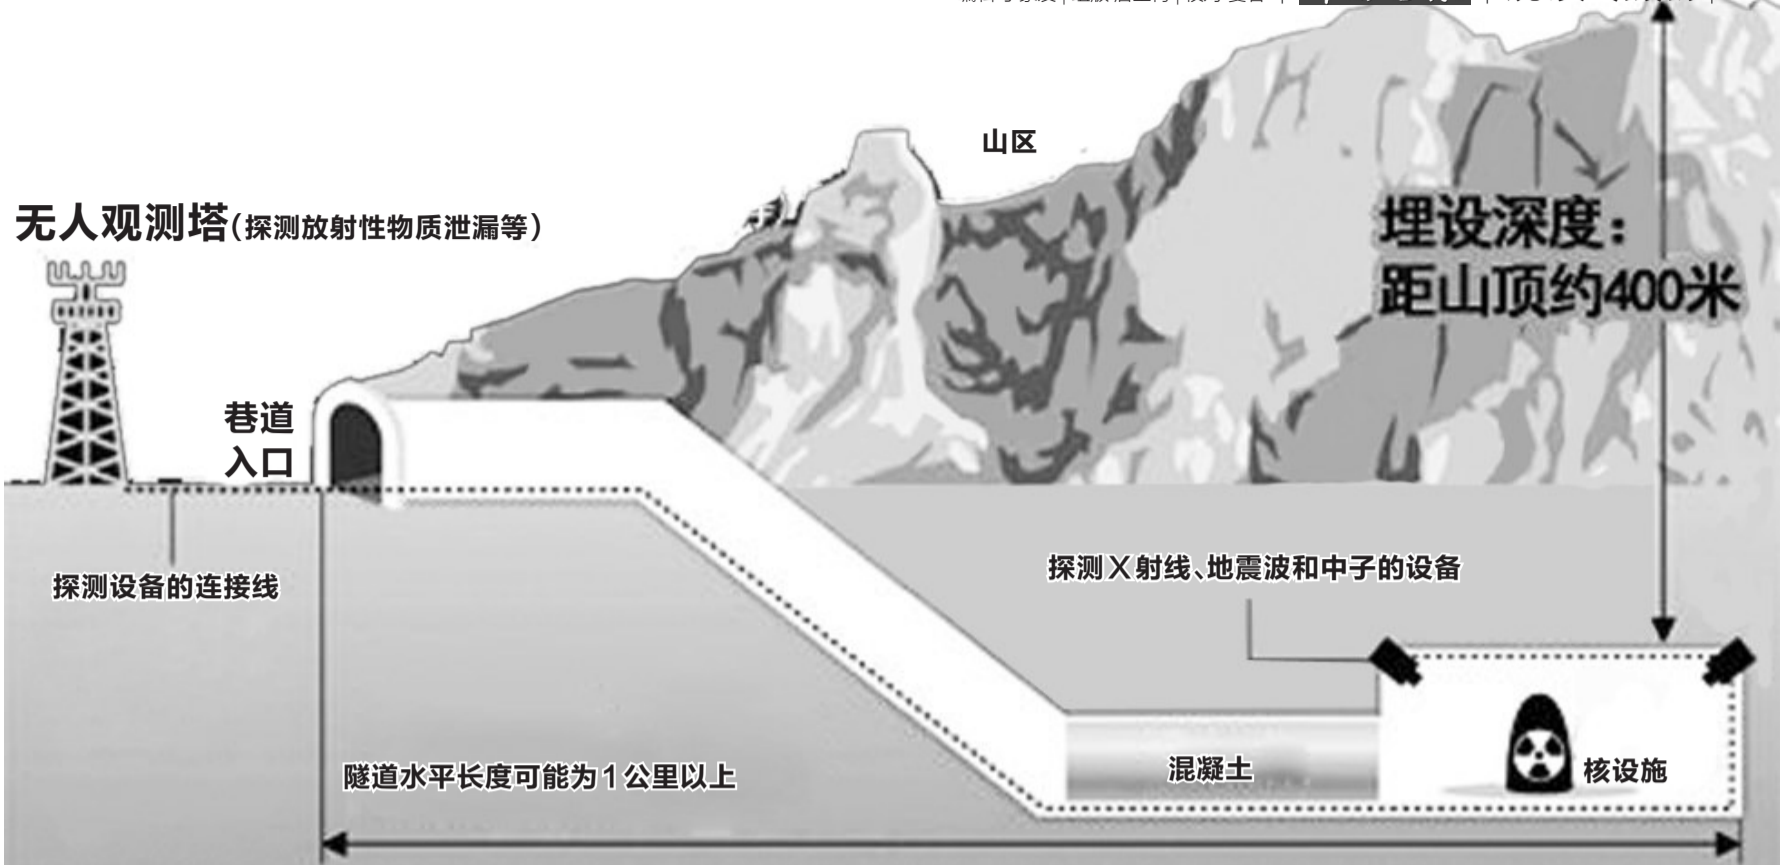 山区
无人观测塔(探测放射性物质泄漏等)
埋设深度:
距山顶约400米
巷道
入口
探测设备的连接线
探测X射线、地震波和中子的设备
隧道水平长度可能为1公里以上
混凝土
核设施